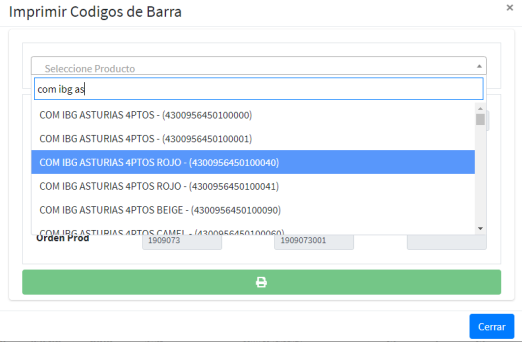 Imprimir Codigos de Barra
×
Seleccione Producto
com ibg as
COM IBG ASTURIAS 4PTOS - (4300956450100000)
COM IBG ASTURIAS 4PTOS - (4300956450100001)
COM IBG ASTURIAS 4PTOS ROJO - (4300956450100040)
COM IBG ASTURIAS 4PTOS ROJO - (4300956450100041)
COM IBG ASTURIAS 4PTOS BEIGE - (4300956450100090)
COM IBG ASTURIAS 4PTOS CAMEL - (4300956450100060)
Orden Prod 1909073 1909073001
Cerrar